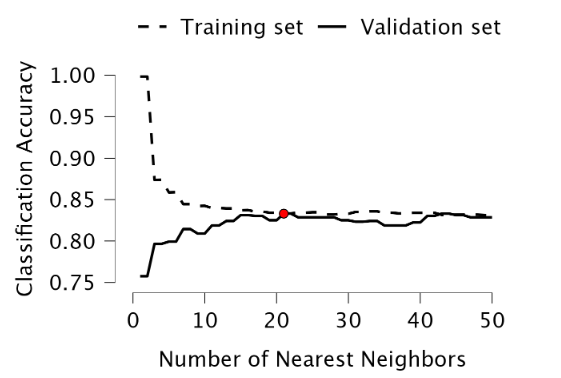 Training set Validation set
Classification Accuracy
1.00
0.95
0.90
0.85
0.80
0.75
0 10 20 30 40 50
Number of Nearest Neighbors